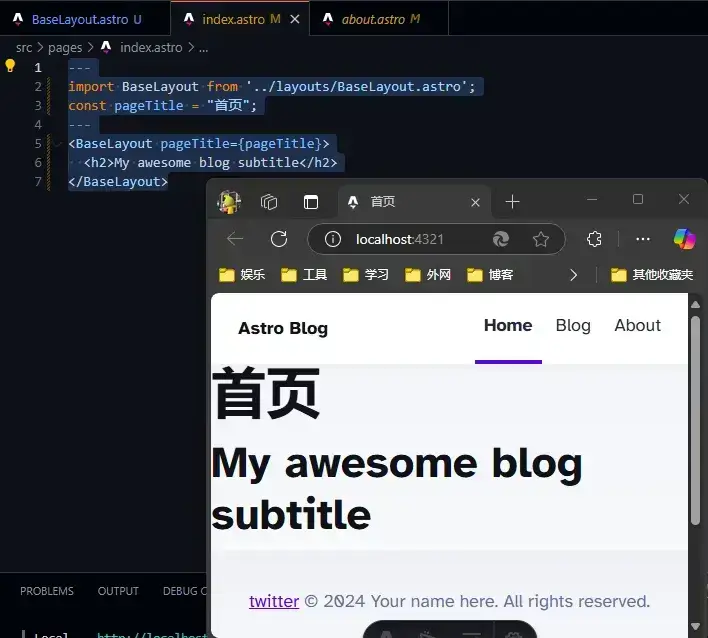 BaseLayout.astro U
index.astro M
about.astro M
src > pages > index.astro > ...
1 ---
2 import BaseLayout from '../layouts/BaseLayout.astro';
3 const pageTitle = "首页";
4 ---
5 <BaseLayout pageTitle={pageTitle}>
6 <h2>My awesome blog subtitle</h2>
7 </BaseLayout>
首页
localhost:4321
娱乐 工具 学习 外网 博客 其他收藏夹
Astro Blog Home Blog About
首页
My awesome blog
subtitle
twitter © 2024 Your name here. All rights reserved.
PROBLEMS OUTPUT DEBUG
Local http://localhost